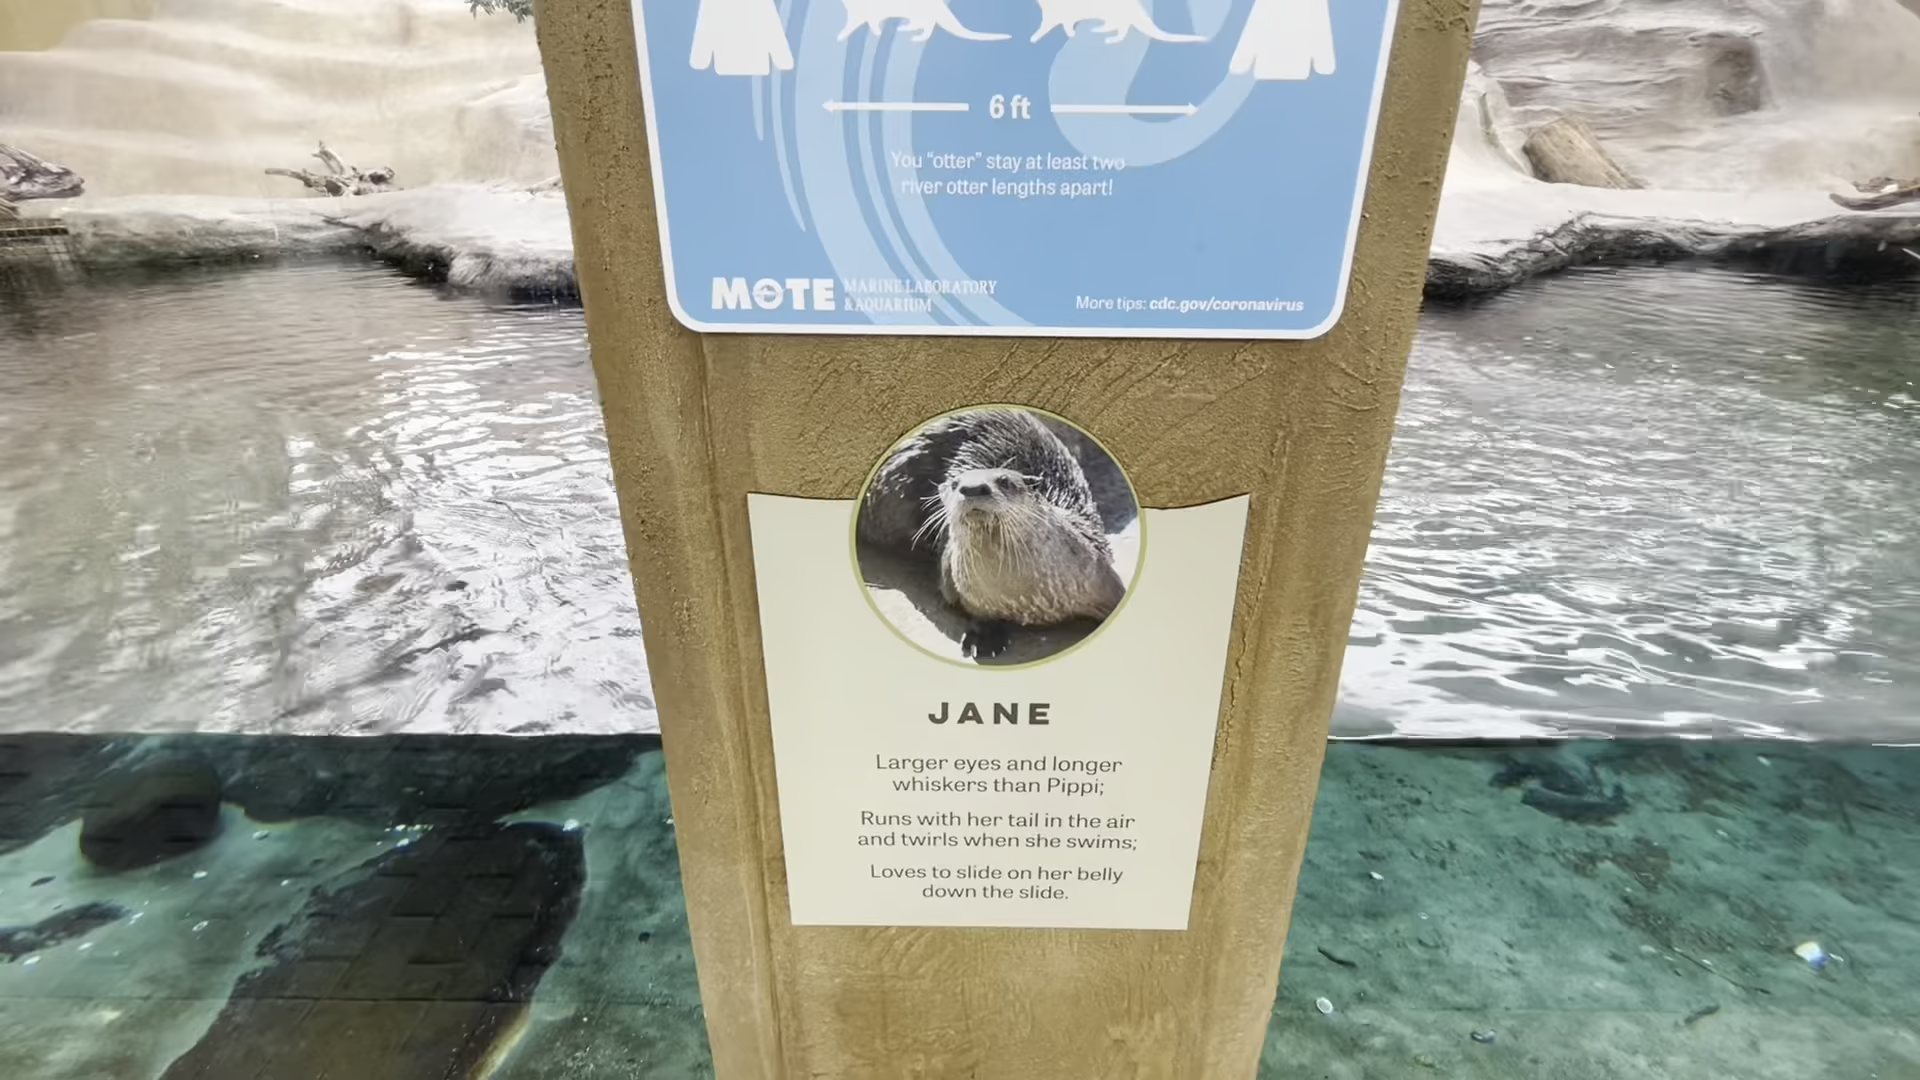 6 ft
You “otter” stay at least two
river otter lengths apart!
MOTE MARINE LABORATORY
& AQUARIUM
More tips: cdc.gov/coronavirus
JANE
Larger eyes and longer
whiskers than Pippi;
Runs with her tail in the air
and twirls when she swims;
Loves to slide on her belly
down the slide.